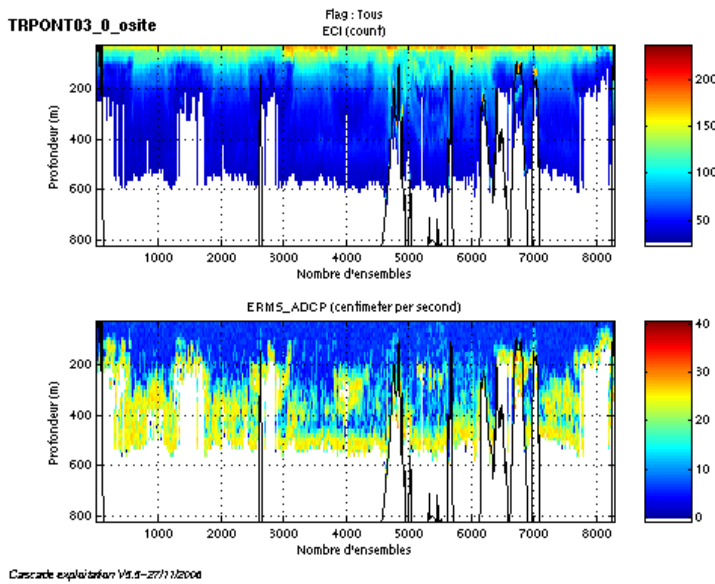 TRPONT03_0_osite
Flag : Tous
ECI (count)
Profondeur (m)
200
400
600
800
1000 2000 3000 4000 5000 6000 7000 8000
Nombre d'ensembles
200
150
100
50
ERMS_ADCP (centimeter per second)
Profondeur (m)
200
400
600
800
1000 2000 3000 4000 5000 6000 7000 8000
Nombre d'ensembles
40
30
20
10
0
Cascade exploitation V5.5-27/11/2006